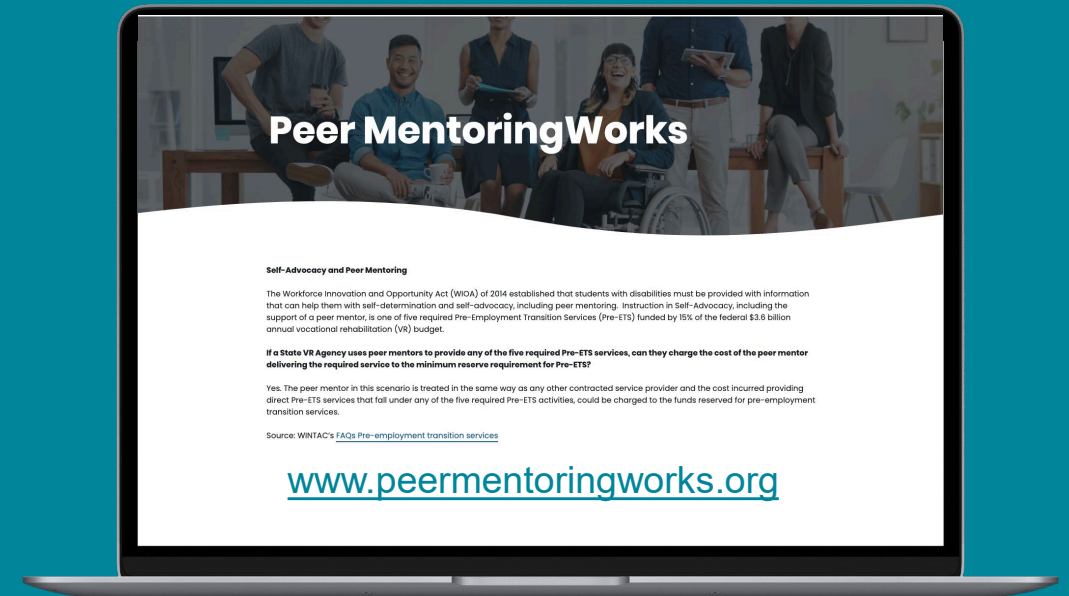 Peer MentoringWorks
Self-Advocacy and Peer Mentoring
The Workforce Innovation and Opportunity Act (WIOA) of 2014 established that students with disabilities must be provided with information
that can help them with self-determination and self-advocacy, including peer mentoring. Instruction in Self-Advocacy, including the
support of a peer mentor, is one of five required Pre-Employment Transition Services (Pre-ETS) funded by 15% of the federal $3.6 billion
annual vocational rehabilitation (VR) budget.
If a State VR Agency uses peer mentors to provide any of the five required Pre-ETS services, can they charge the cost of the peer mentor
delivering the required service to the minimum reserve requirement for Pre-ETS?
Yes. The peer mentor in this scenario is treated in the same way as any other contracted service provider and the cost incurred providing
direct Pre-ETS services that fall under any of the five required Pre-ETS activities, could be charged to the funds reserved for pre-employment
transition services.
Source: WINTAC's FAQs Pre-employment transition services
www.peermentoringworks.org